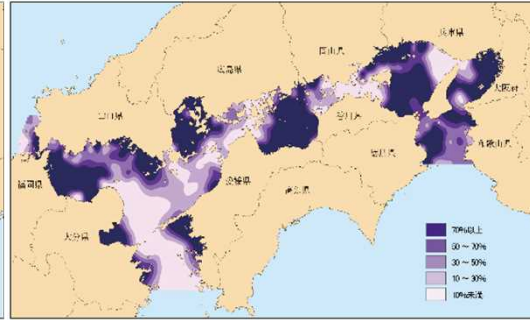 兵庫県
岡山県
広島県
大阪府
山口県
香川県
和歌山県
徳島県
福岡県
愛媛県
高知県
大分県
70%以上
50～70%
30～50%
10～30%
10%未満